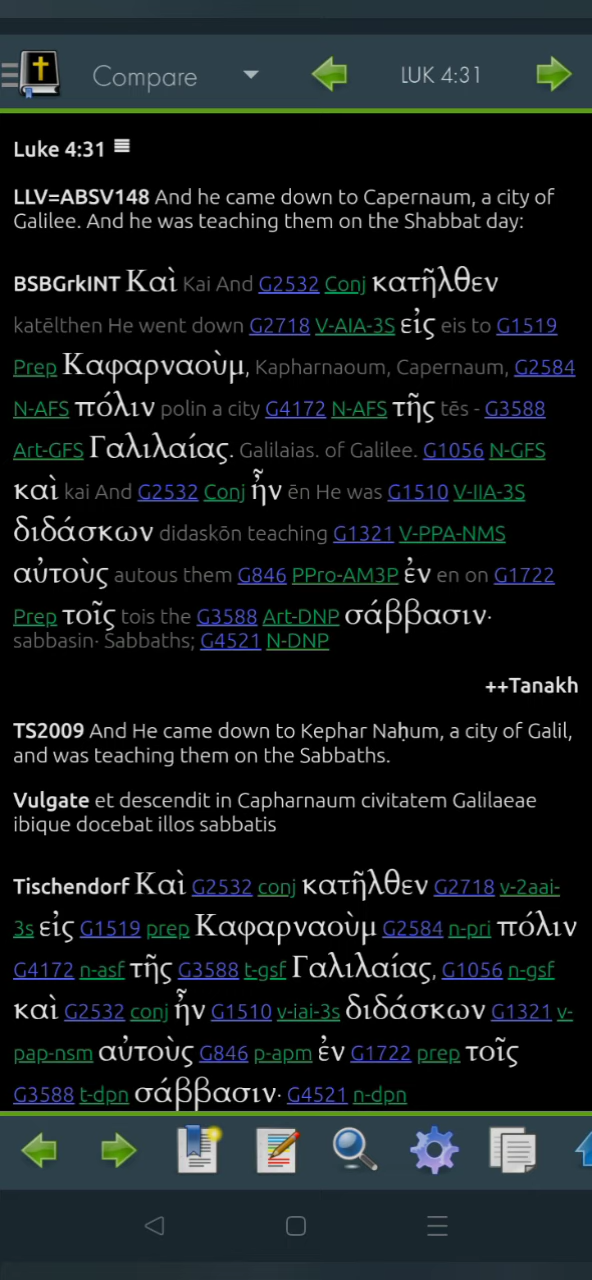 Compare
LUK 4:31
Luke 4:31
LLV=ABSV148 And he came down to Capernaum, a city of
Galilee. And he was teaching them on the Shabbat day:
BSBGrkINT Καὶ Kai And G2532 Conj κατῆλθεν
katēlthen He went down G2718 V-AIA-3S εἰς eis to G1519
Prep Καφαρναοὺμ, Kapharnaoum, Capernaum, G2584
N-AFS πόλιν polin a city G4172 N-AFS τῆς tēs - G3588
Art-GFS Γαλιλαίας. Galilaias. of Galilee. G1056 N-GFS
καὶ kai And G2532 Conj ἦν ēn He was G1510 V-IIA-3S
διδάσκων didaskōn teaching G1321 V-PPA-NMS
αὐτοὺς autous them G846 PPro-AM3P ἐν en on G1722
Prep τοῖς tois the G3588 Art-DNP σάββασιν·
sabbasin· Sabbaths; G4521 N-DNP
++Tanakh
TS2009 And He came down to Kephar Naḥum, a city of Galil,
and was teaching them on the Sabbaths.
Vulgate et descendit in Capharnaum civitatem Galilaeae
ibique docebat illos sabbatis
Tischendorf Καὶ G2532 conj κατῆλθεν G2718 v-2aai-
3s εἰς G1519 prep Καφαρναοὺμ G2584 n-pri πόλιν
G4172 n-asf τῆς G3588 t-gsf Γαλιλαίας, G1056 n-gsf
καὶ G2532 conj ἦν G1510 v-iai-3s διδάσκων G1321 v-
pap-nsm αὐτοὺς G846 p-apm ἐν G1722 prep τοῖς
G3588 t-dpn σάββασιν· G4521 n-dpn